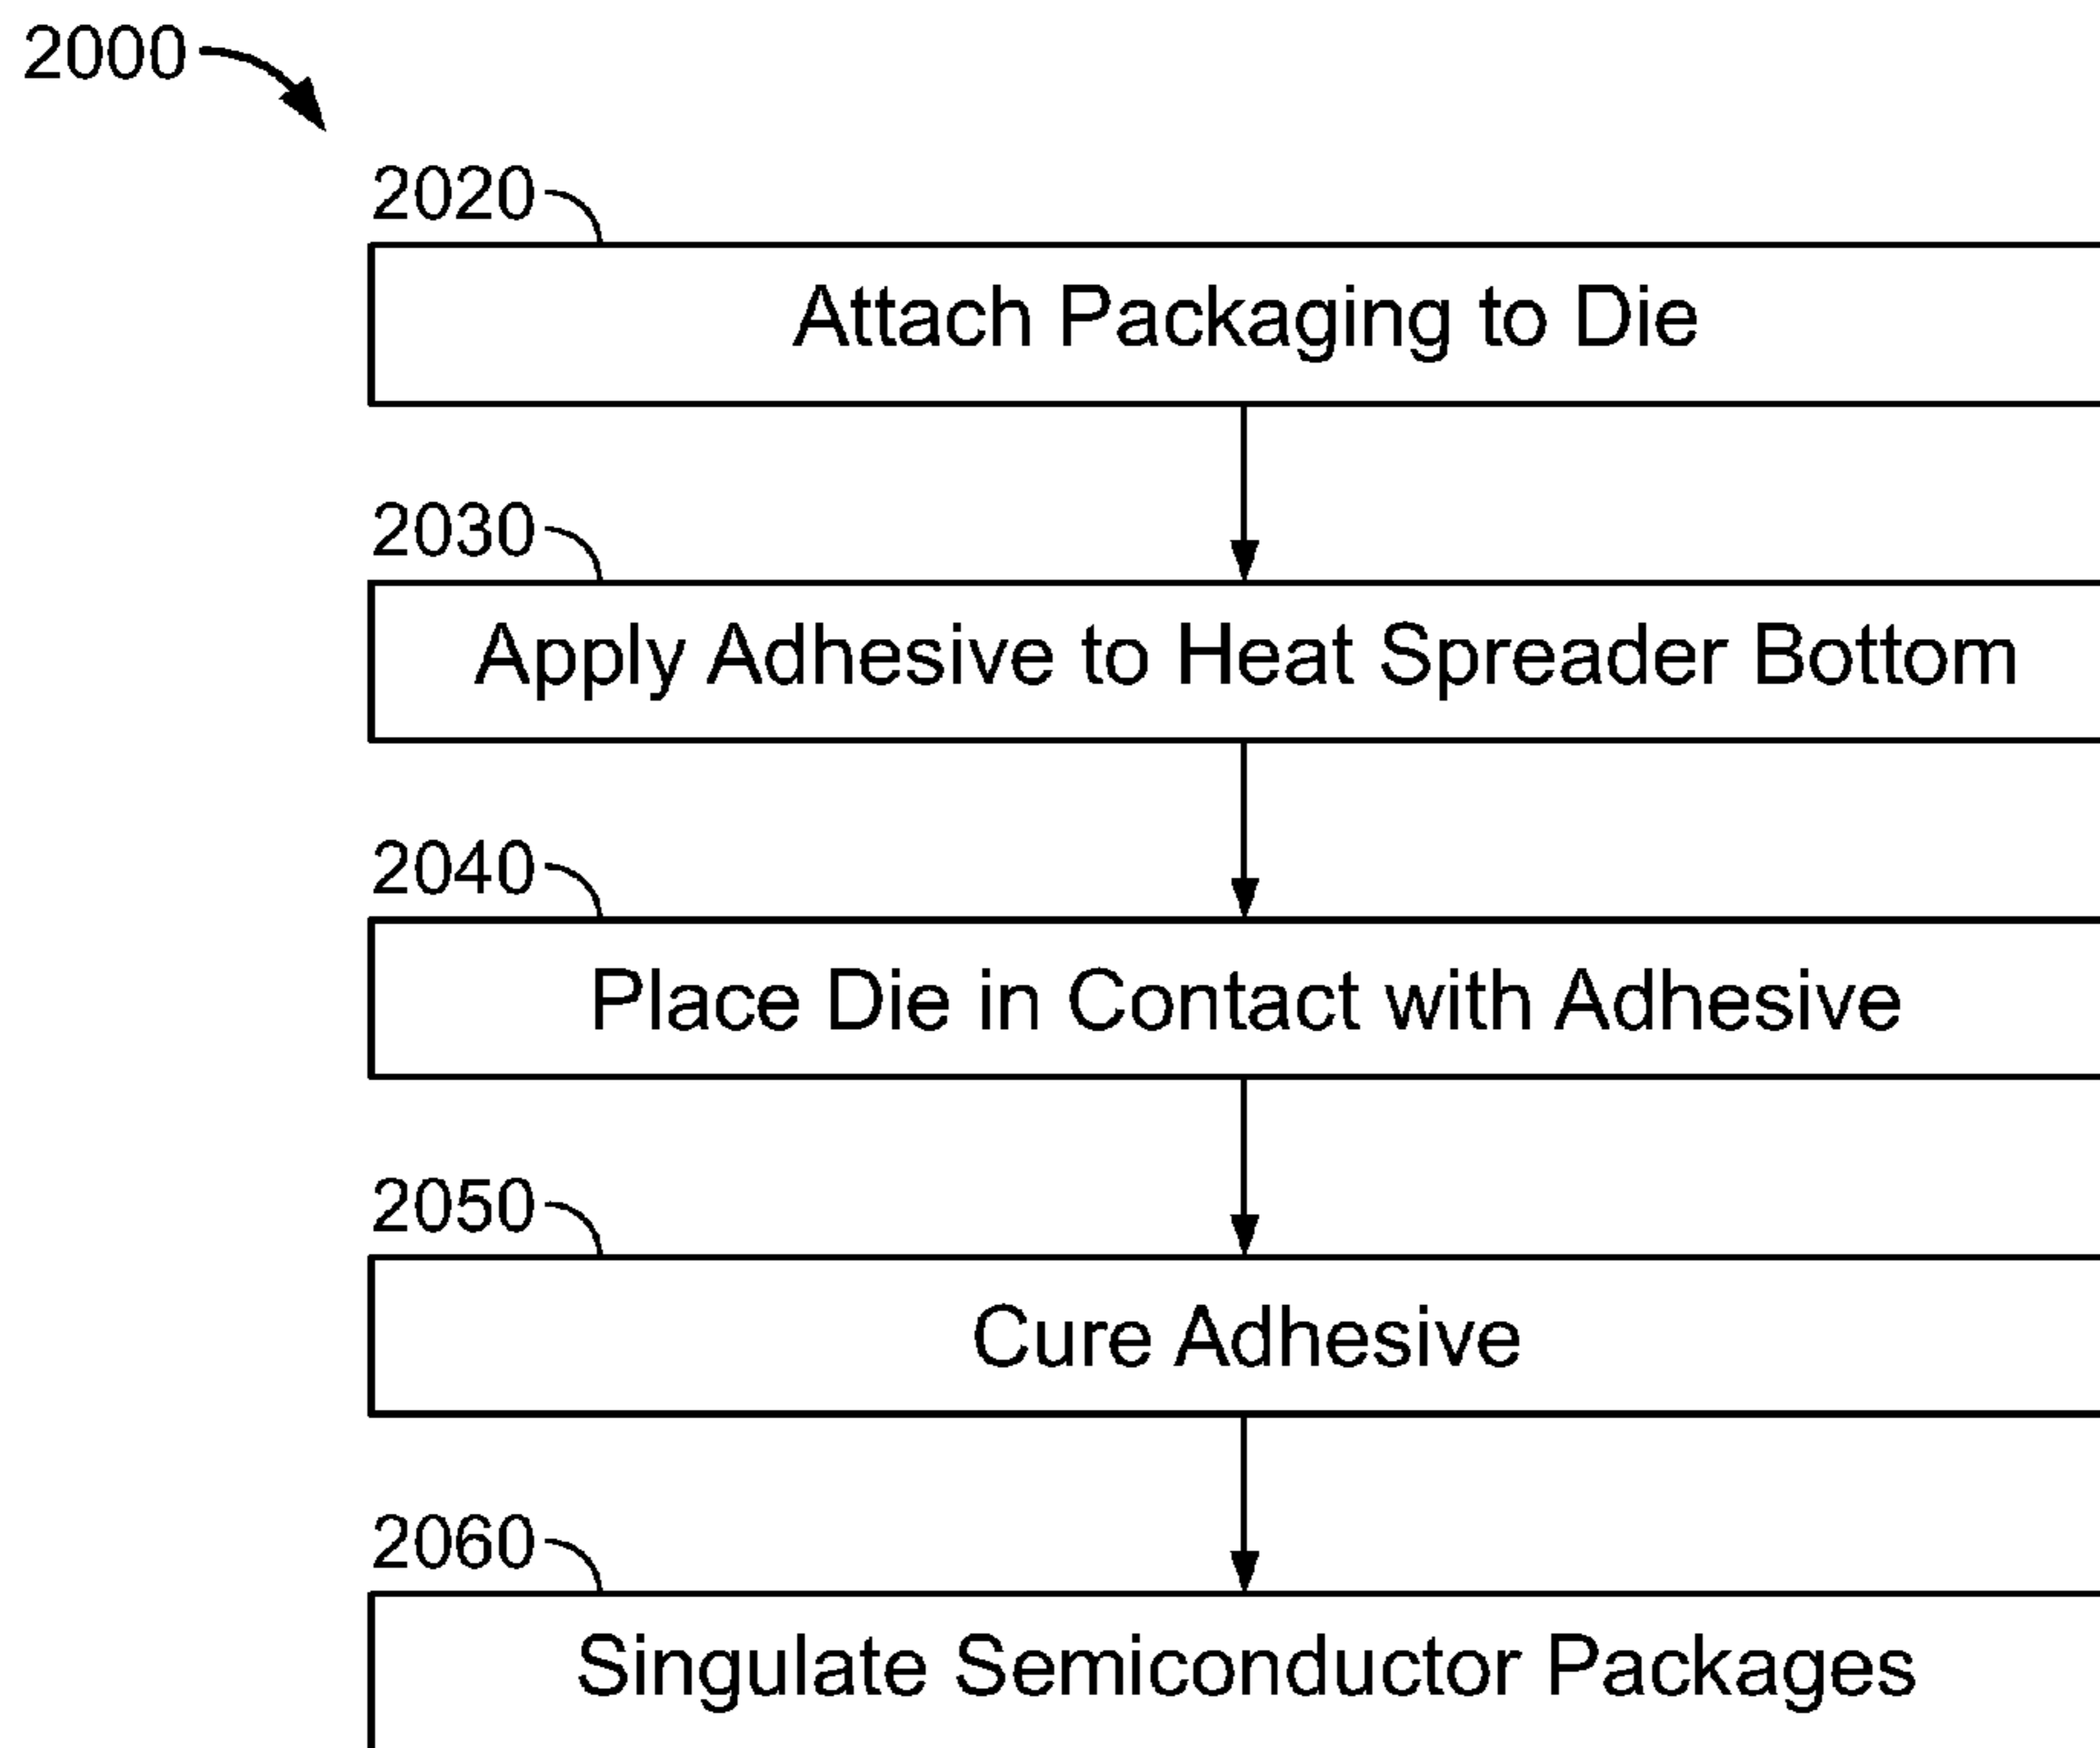 2000
2020
Attach Packaging to Die
2030
Apply Adhesive to Heat Spreader Bottom
2040
Place Die in Contact with Adhesive
2050
Cure Adhesive
2060
Singulate Semiconductor Packages